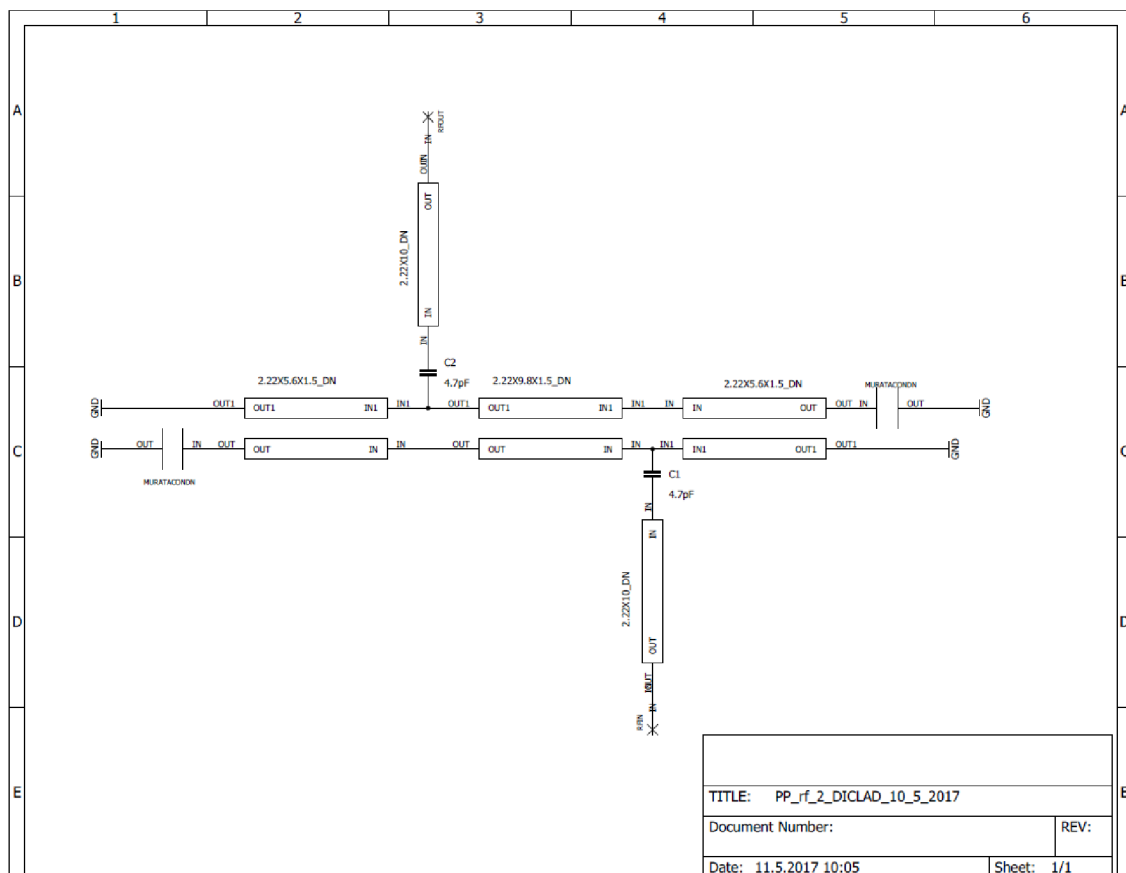 1 2 3 4 5 6
A A
RFOUT
IN
OUT
2.22X10_DN
B
IN
IN
C2
4.7pF
2.22X5.6X1.5_DN 2.22X9.8X1.5_DN 2.22X5.6X1.5_DN MURATACONDN
GND OUT1 OUT1 IN1 IN1 OUT1 OUT1 IN1 IN1 IN IN OUT OUT IN OUT GND
C GND OUT IN OUT OUT IN IN OUT OUT IN IN IN1 IN1 OUT1 OUT1 GND
MURATACONDN
C1
4.7pF
IN
IN
2.22X10_DN
D D
OUT
IN
RFIN
E
TITLE: PP_rf_2_DICLAD_10_5_2017
Document Number: REV:
Date: 11.5.2017 10:05 Sheet: 1/1